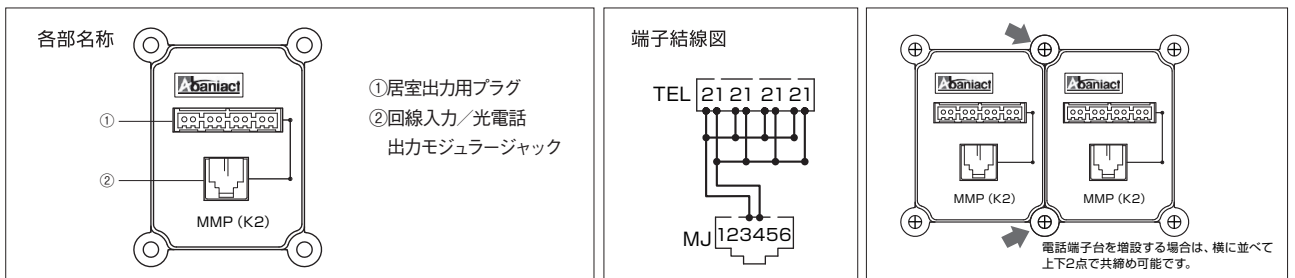 各部名称
Abaniact
①
②
MMP (K2)
①居室出力用プラグ
②回線入力／光電話
出力モジュラージャック
端子結線図
TEL 21 21 21 21
MJ 123456
Abaniact
MMP (K2)
Abaniact
MMP (K2)
電話端子台を増設する場合は、横に並べて
上下2点で共締め可能です。